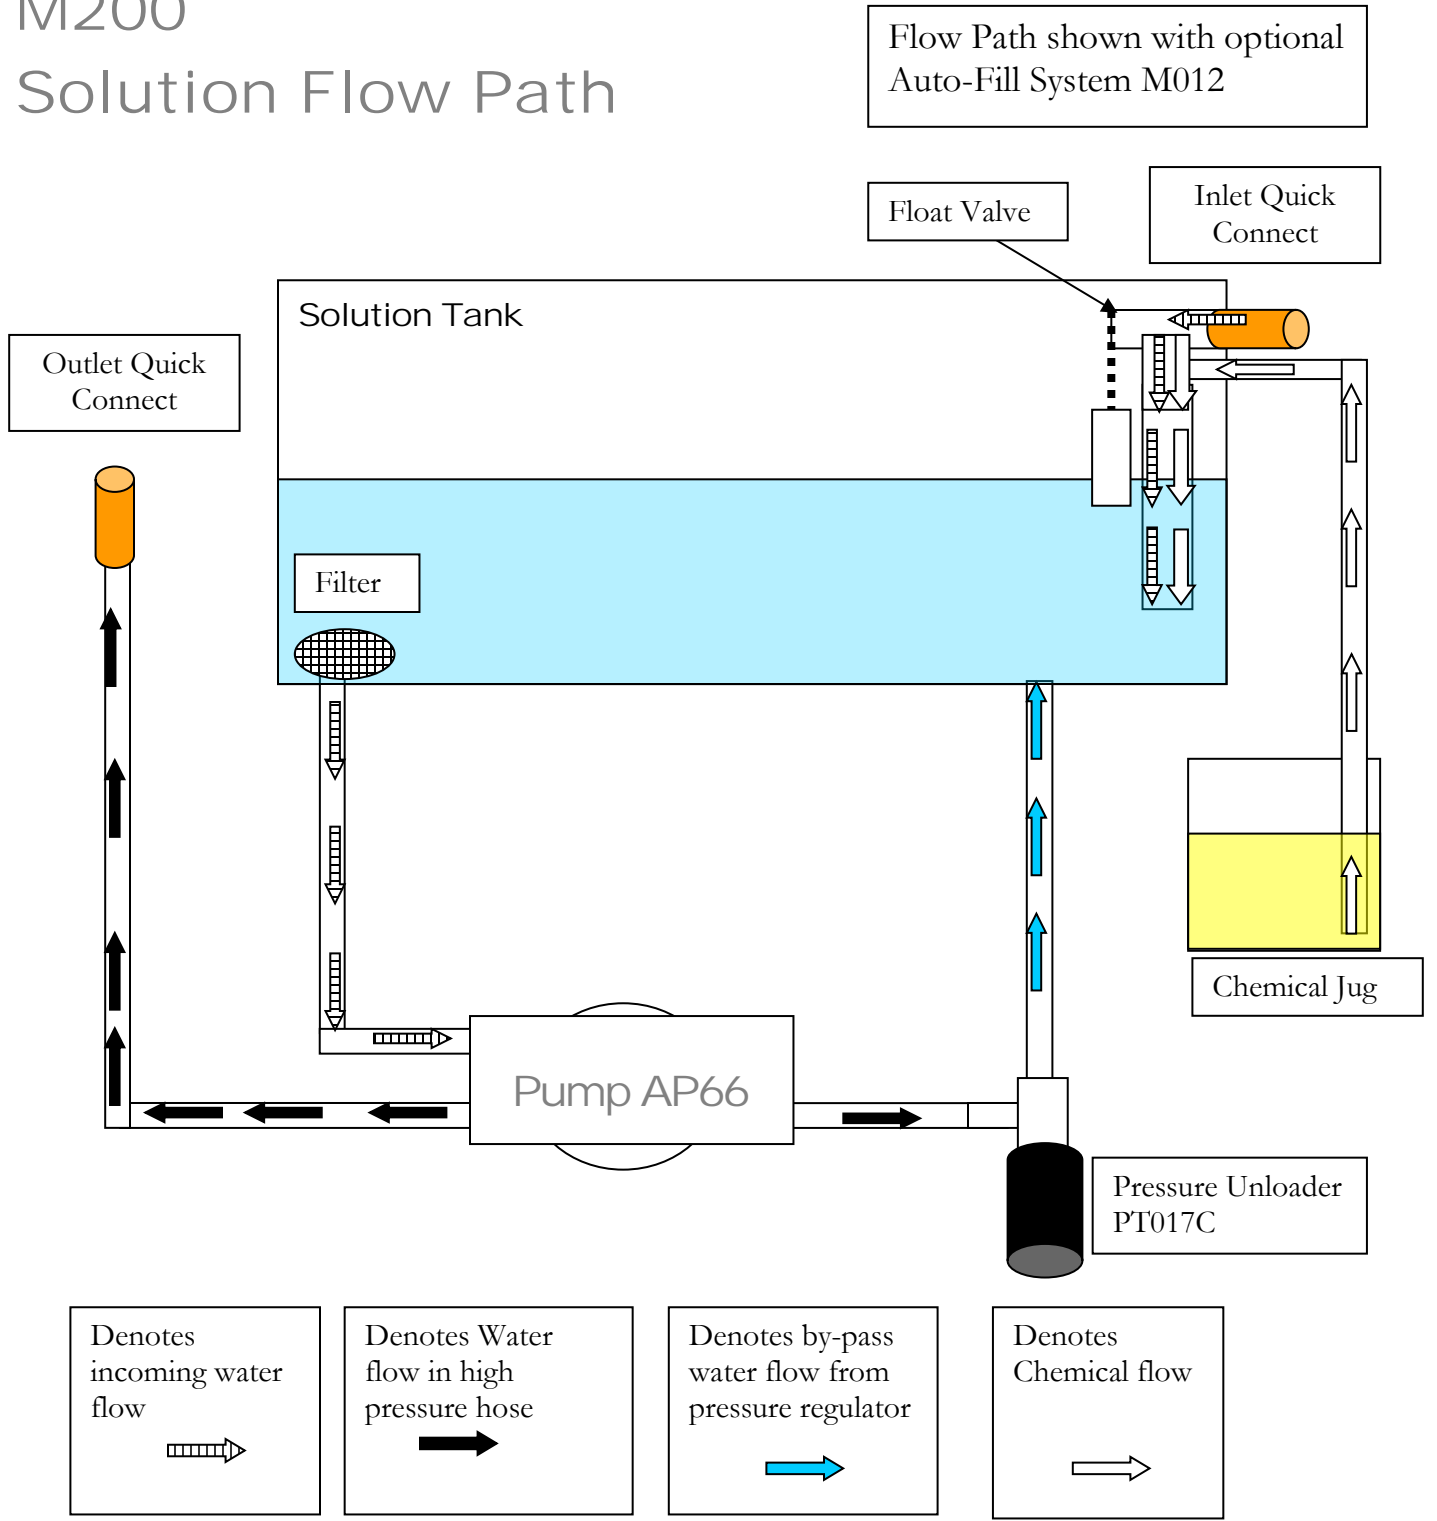 M200
Solution Flow Path
Flow Path shown with optional
Auto-Fill System M012
Float Valve
Inlet Quick
Connect
Solution Tank
Outlet Quick
Connect
Filter
Chemical Jug
Pump AP66
Pressure Unloader
PT017C
Denotes
incoming water
flow
Denotes Water
flow in high
pressure hose
Denotes by-pass
water flow from
pressure regulator
Denotes
Chemical flow